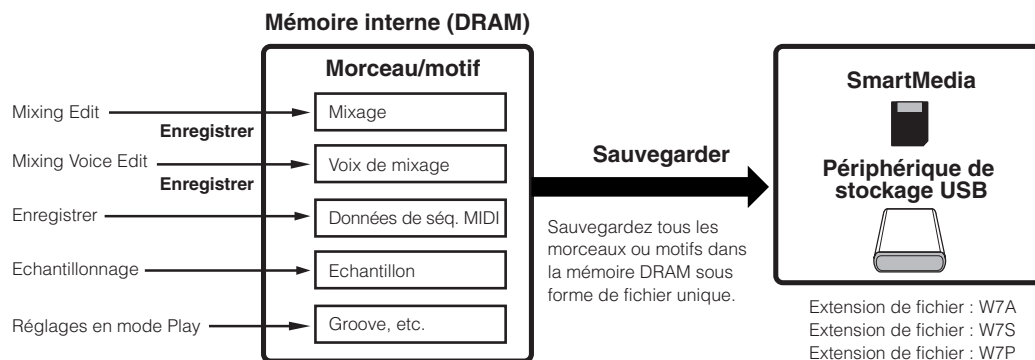 Mémoire interne (DRAM)
Morceau/motif
Mixing Edit
Enregistrer
Mixage
Mixing Voice Edit
Enregistrer
Voix de mixage
Enregistrer
Données de séq. MIDI
Echantillonnage
Echantillon
Réglages en mode Play
Groove, etc.
Sauvegarder
Sauvegardez tous les
morceaux ou motifs dans
la mémoire DRAM sous
forme de fichier unique.
SmartMedia
Périphérique de
stockage USB
Extension de fichier : W7A
Extension de fichier : W7S
Extension de fichier : W7P